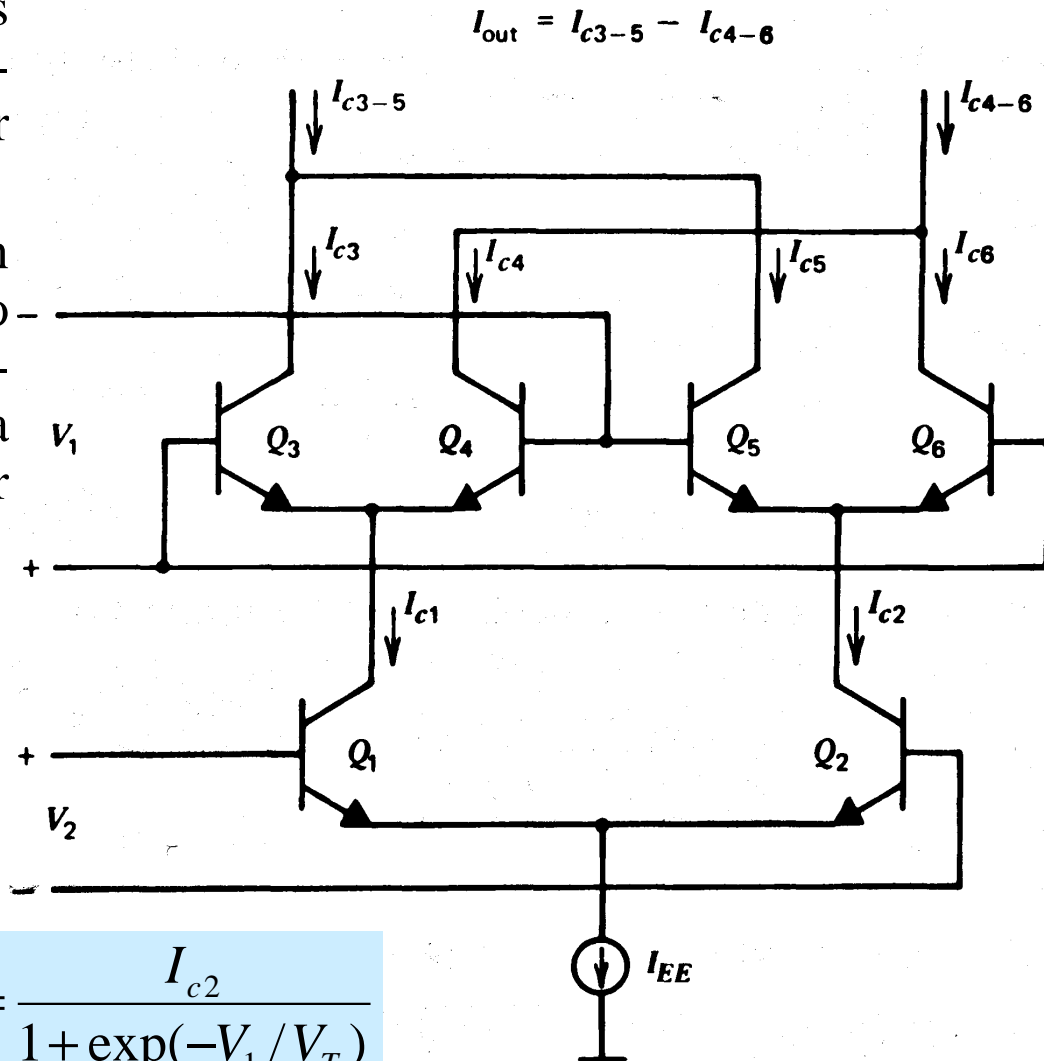 s
I_out = I_c3−5 − I_c4−6
I_c3−5
I_c4−6
r
I_c3
I_c4
I_c5
I_c6
n
o −
a
V_1
Q_3
Q_4
Q_5
Q_6
r
+
I_c1
I_c2
+
Q_1
Q_2
V_2
−
I_EE
= I_c2 / (1 + exp(−V_1 / V_T))